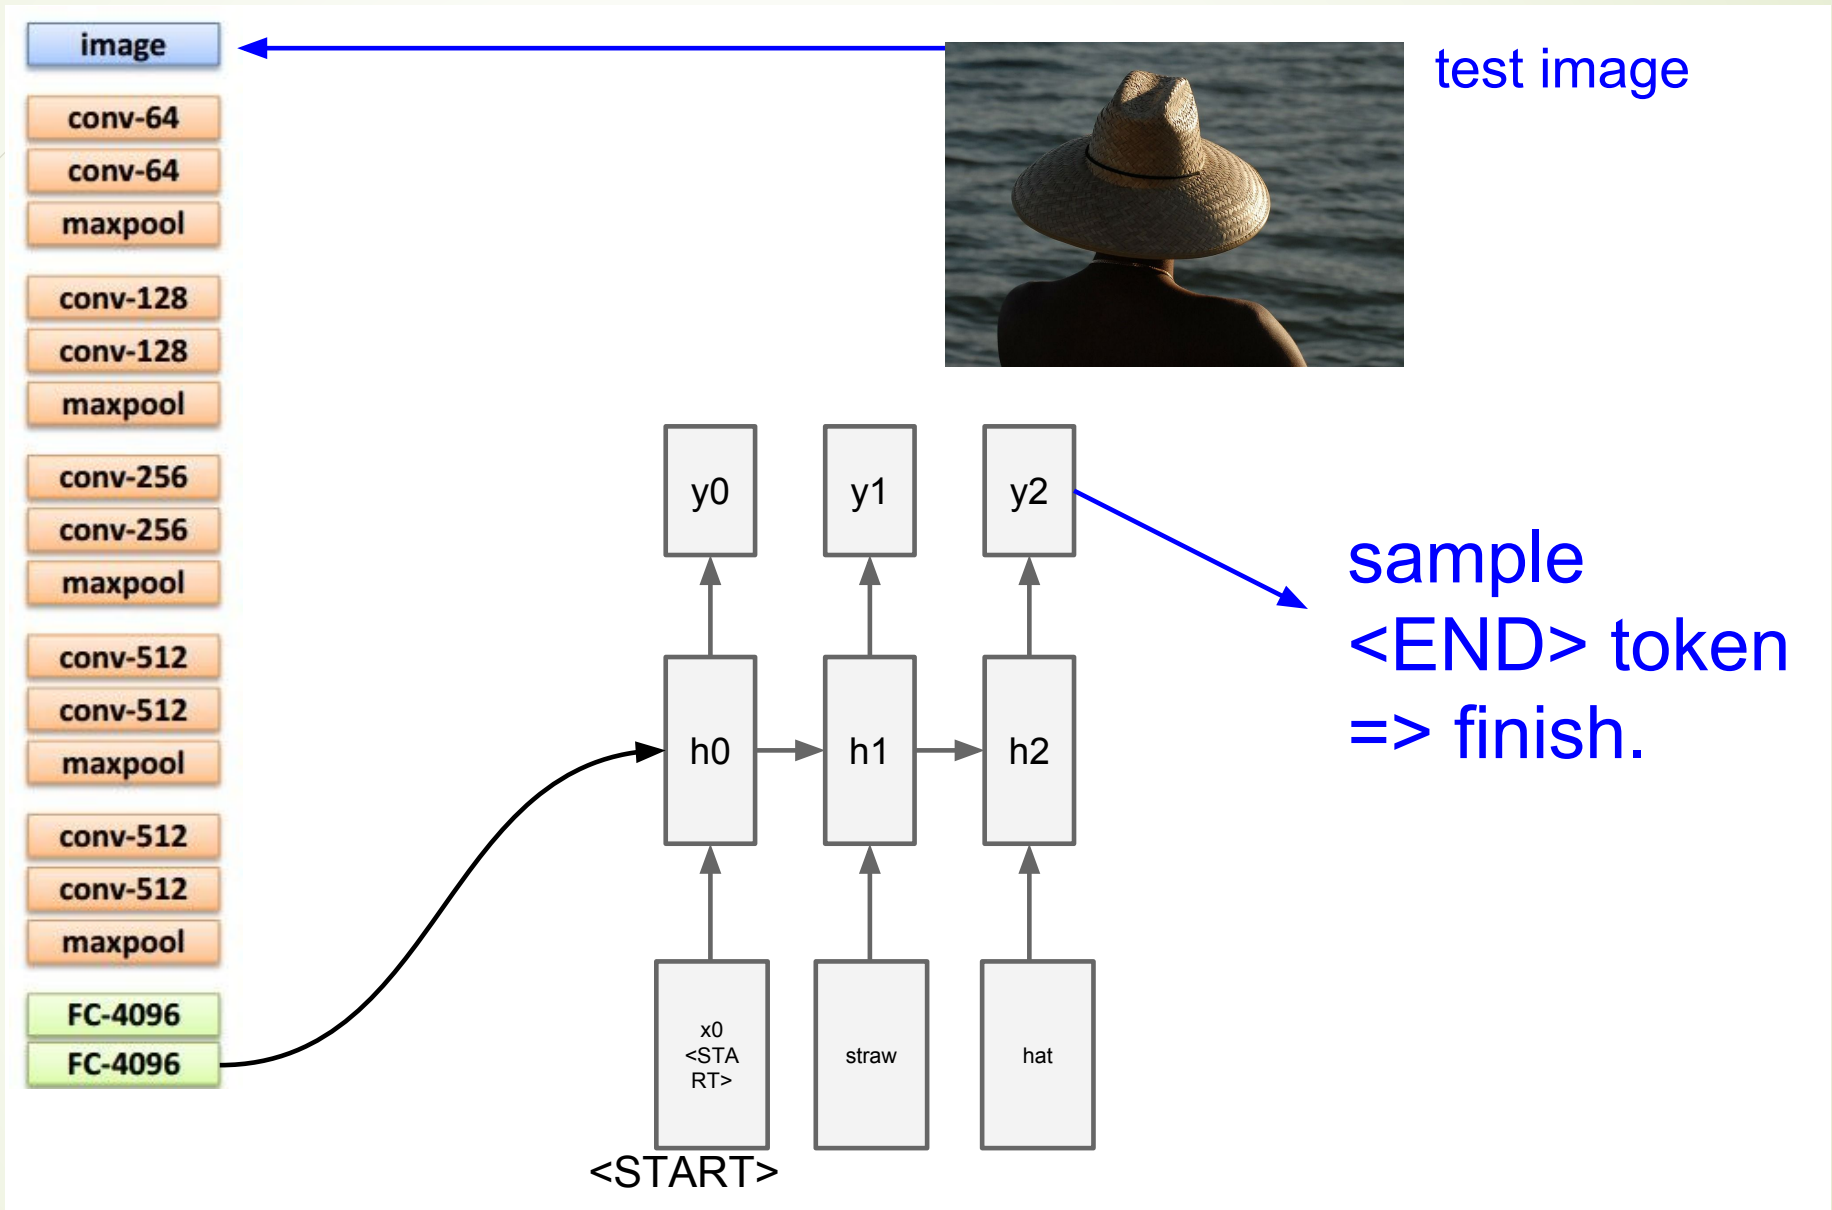 image
conv-64
conv-64
maxpool
conv-128
conv-128
maxpool
conv-256
conv-256
maxpool
conv-512
conv-512
maxpool
conv-512
conv-512
maxpool
FC-4096
FC-4096
test image
y0
y1
y2
sample
<END> token
=> finish.
h0
h1
h2
x0
<STA
RT>
straw
hat
<START>